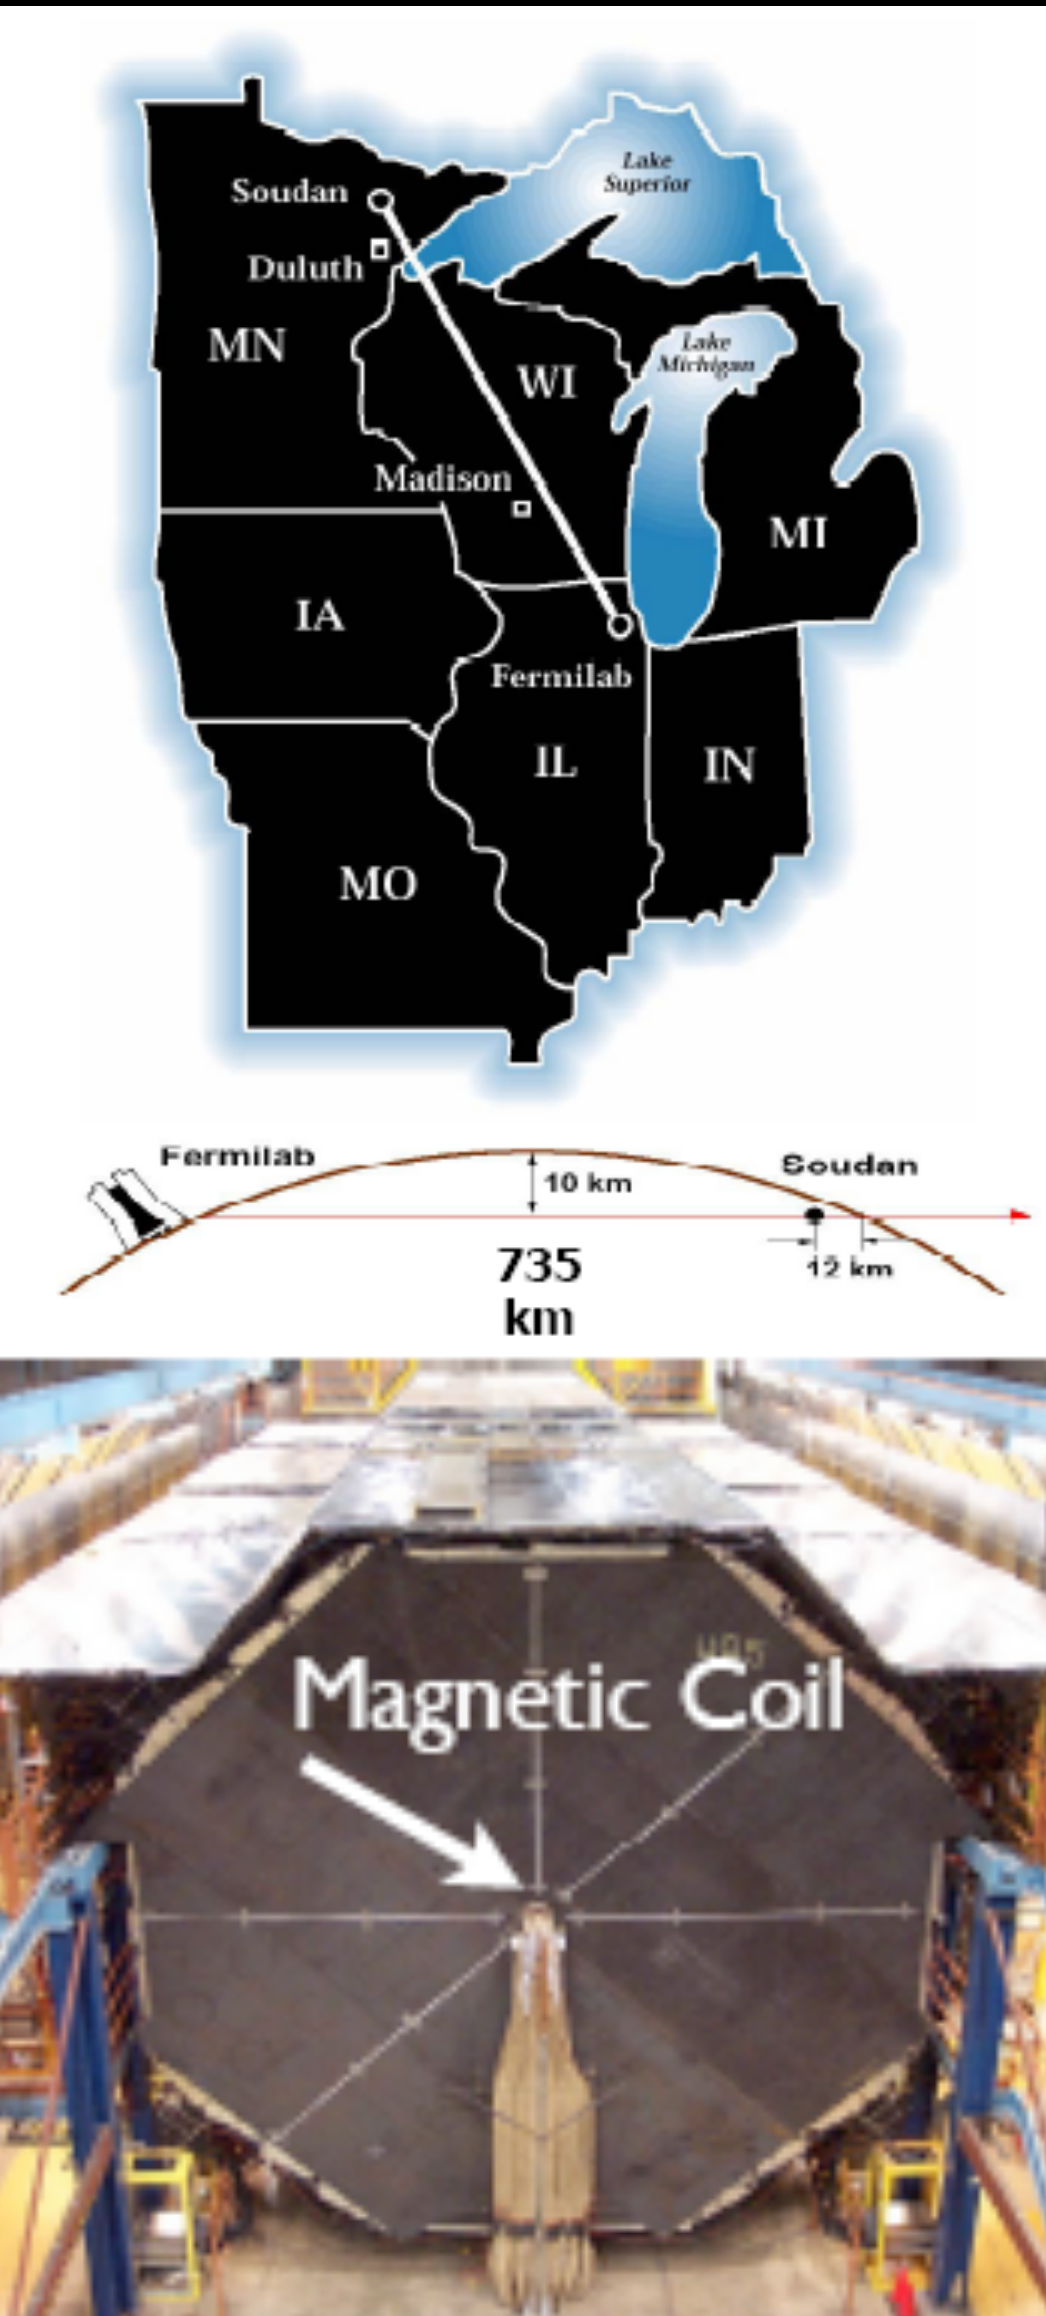 Lake
Superior
Soudan
Duluth
MN
Lake
Michigan
WI
Madison
MI
IA
Fermilab
IL
IN
MO
Fermilab
Soudan
10 km
735
km
12 km
Magnetic Coil